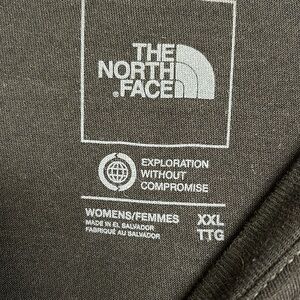 THE
NORTH
FACE
EXPLORATION
WITHOUT
COMPROMISE
WOMENS/FEMMES XXL
MADE IN EL SALVADOR TTG
FABRIQUÉ AU SALVADOR